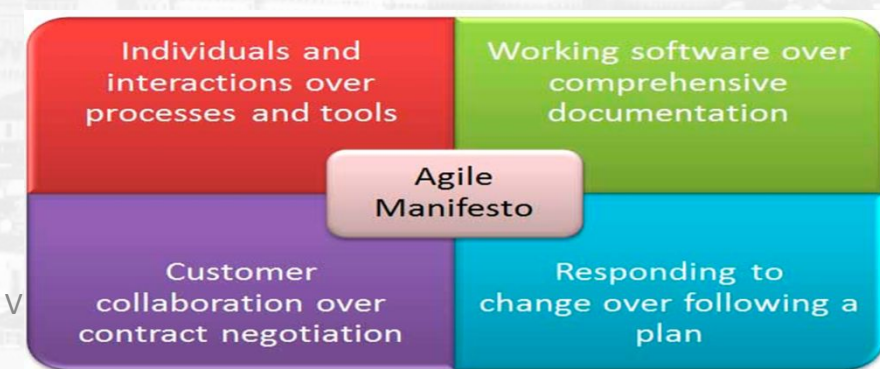 Individuals and
interactions over
processes and tools
Working software over
comprehensive
documentation
Agile
Manifesto
Customer
collaboration over
contract negotiation
Responding to
change over following a
plan
V